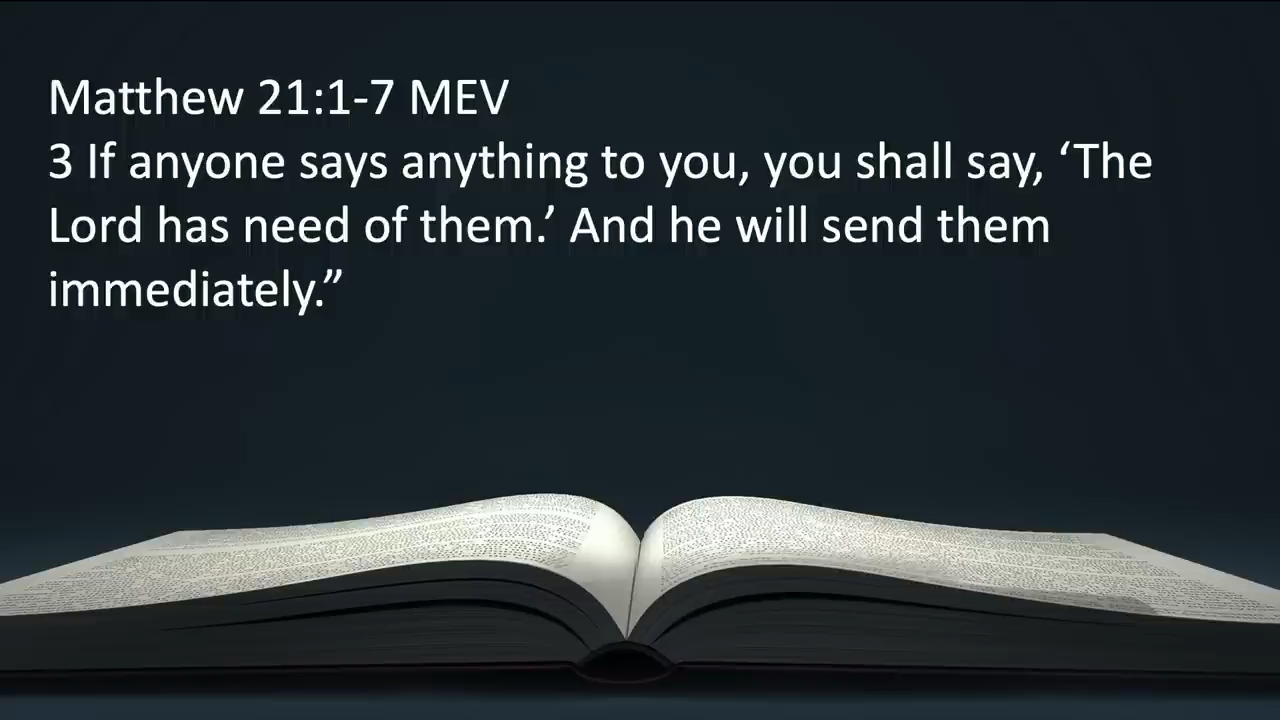 Matthew 21:1-7 MEV
3 If anyone says anything to you, you shall say, ‘The
Lord has need of them.’ And he will send them
immediately.”